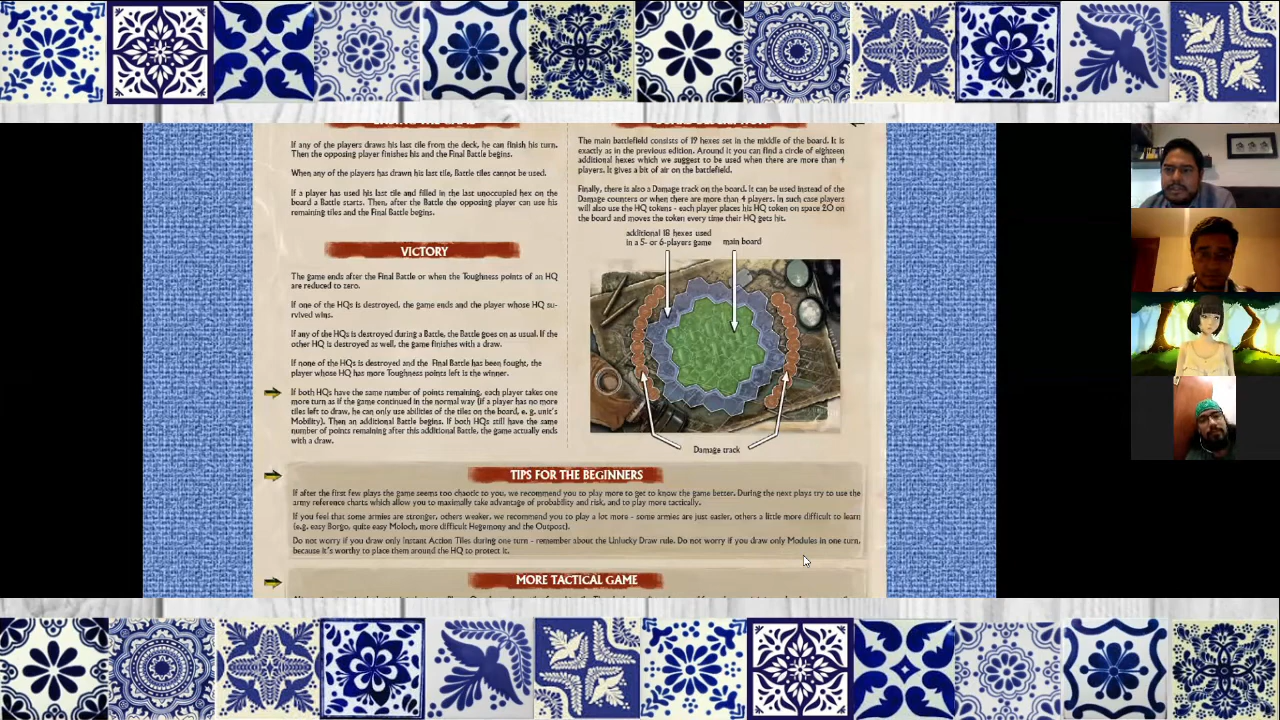 If any of the players draws his last tile from the deck, he can finish his turn.
Then the opposing player finishes his and the Final Battle begins.
When any of the players has drawn his last tile, Battle tiles cannot be used.
If a player has used his last tile and filled in the last unoccupied hex on the
board a Battle starts. Then, after the Battle the opposing player can use his
remaining tiles and the Final Battle begins.
VICTORY
The game ends after the Final Battle or when the Toughness points of an HQ
are reduced to zero.
If one of the HQs is destroyed, the game ends and the player whose HQ su-
rvived wins.
If any of the HQs is destroyed during a Battle, the Battle goes on as usual. If the
other HQ is destroyed as well, the game finishes with a draw.
If none of the HQs is destroyed and the Final Battle has been fought, the
player whose HQ has more Toughness points left is the winner.
If both HQs have the same number of points remaining, each player takes one
more turn as if the game continued in the normal way (if a player has no more
tiles left to draw, he can only use abilities of the tiles on the board, e. g. unit's
Mobility). Then an additional Battle begins. If both HQs still have the same
number of points remaining after this additional Battle, the game actually ends
with a draw.
The main battlefield consists of 19 hexes set in the middle of the board. It is
exactly as in the previous edition. Around it you can find a circle of eighteen
additional hexes which we suggest to be used when there are more than 4
players. It gives a bit of air on the battlefield.
Finally, there is also a Damage track on the board. It can be used instead of the
Damage counters or when there are more than 4 players. In such case players
will also use the HQ tokens - each player places his HQ token on space 20 on
the board and moves the token every time their HQ gets hit.
additional 18 hexes used
in a 5- or 6-players game
main board
Damage track
TIPS FOR THE BEGINNERS
If after the first few plays the game seems too chaotic to you, we recommend you to play more to get to know the game better. During the next plays try to use the
army reference charts which allow you to maximally take advantage of probability and risk, and to play more tactically.
If you feel that some armies are stronger, others weaker, we recommend you to play a lot more - some armies are just easier, others a little more difficult to learn
(e.g. easy Borgo, quite easy Moloch, more difficult Hegemony and the Outpost).
Do not worry if you draw only Instant Action Tiles during one turn - remember about the Unlucky Draw rule. Do not worry if you draw only Modules in one turn,
because it's worthy to place them around the HQ to protect it.
MORE TACTICAL GAME